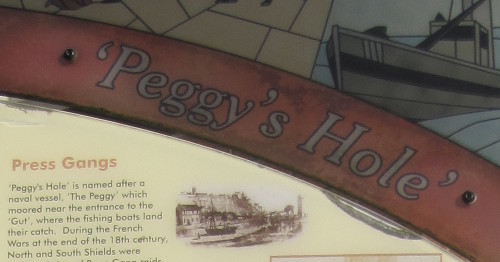 'Peggy's Hole'
Press Gangs
'Peggy's Hole' is named after a
naval vessel, 'The Peggy' which
moored near the entrance to the
'Gut', where the fishing boats land
their catch. During the French
Wars at the end of the 18th century,
North and South Shields were